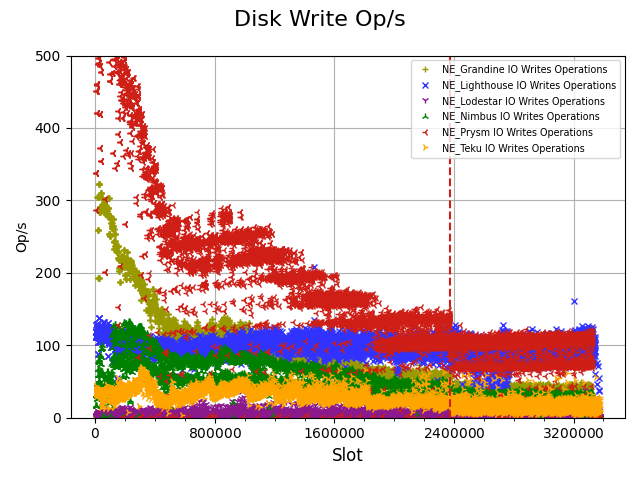 Disk Write Op/s
500
400
300
200
100
0
Op/s
NE_Grandine IO Writes Operations
NE_Lighthouse IO Writes Operations
NE_Lodestar IO Writes Operations
NE_Nimbus IO Writes Operations
NE_Prysm IO Writes Operations
NE_Teku IO Writes Operations
0 800000 1600000 2400000 3200000
Slot